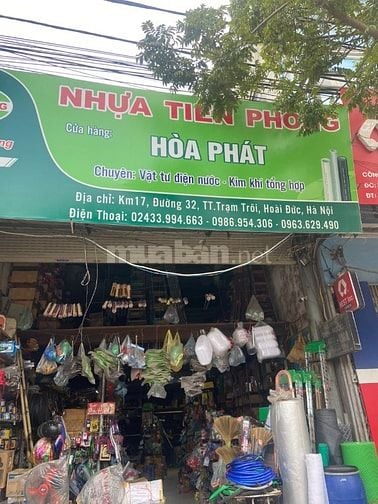 NHỰA TIỀN PHONG
Cửa hàng:
HÒA PHÁT
Chuyên: Vật tư điện nước - Kim khí tổng hợp
Địa chỉ: Km17, Đường 32, TT.Trạm Trôi, Hoài Đức, Hà Nội
Điện Thoại: 02433.994.663 - 0986.954.306 - 0963.629.490
muaban.net